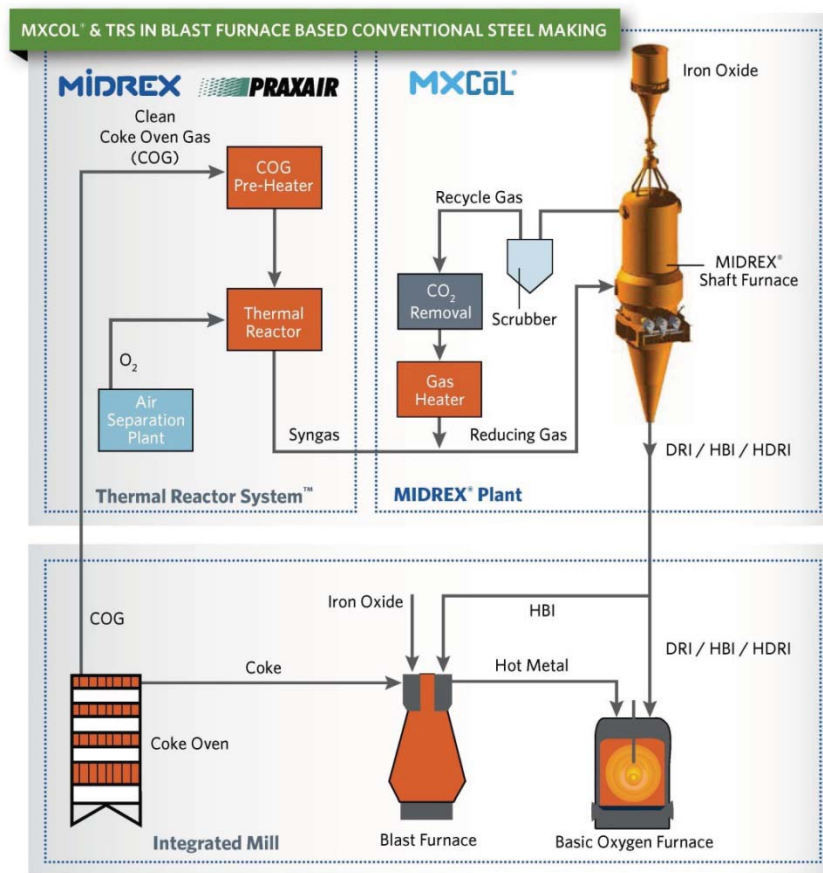 MXCOL® & TRS IN BLAST FURNACE BASED CONVENTIONAL STEEL MAKING
MIDREX
PRAXAIR
Clean
Coke Oven Gas
(COG)
COG
Pre-Heater
Thermal
Reactor
O₂
Air
Separation
Plant
Syngas
Thermal Reactor System™
MXCōL®
Iron Oxide
Recycle Gas
CO₂
Removal
Scrubber
MIDREX®
Shaft Furnace
Gas
Heater
Reducing Gas
DRI / HBI / HDRI
MIDREX® Plant
COG
Iron Oxide
HBI
Coke
Hot Metal
DRI / HBI / HDRI
Coke Oven
Blast Furnace
Basic Oxygen Furnace
Integrated Mill